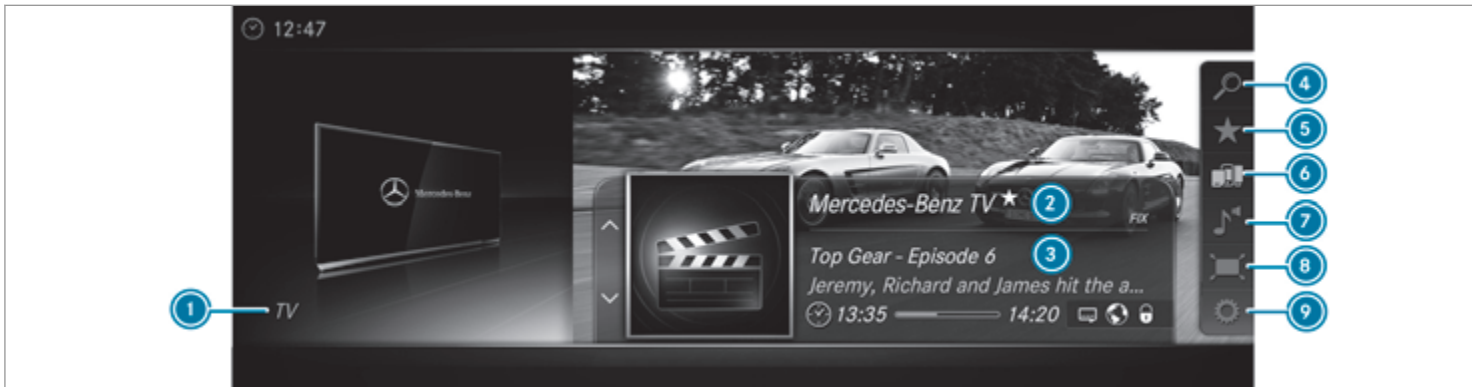 12:47
Mercedes-Benz
Mercedes-Benz TV
2
FIX
Top Gear - Episode 6
3
Jeremy, Richard and James hit the a...
13:35
14:20
1
TV
4
5
6
7
8
9